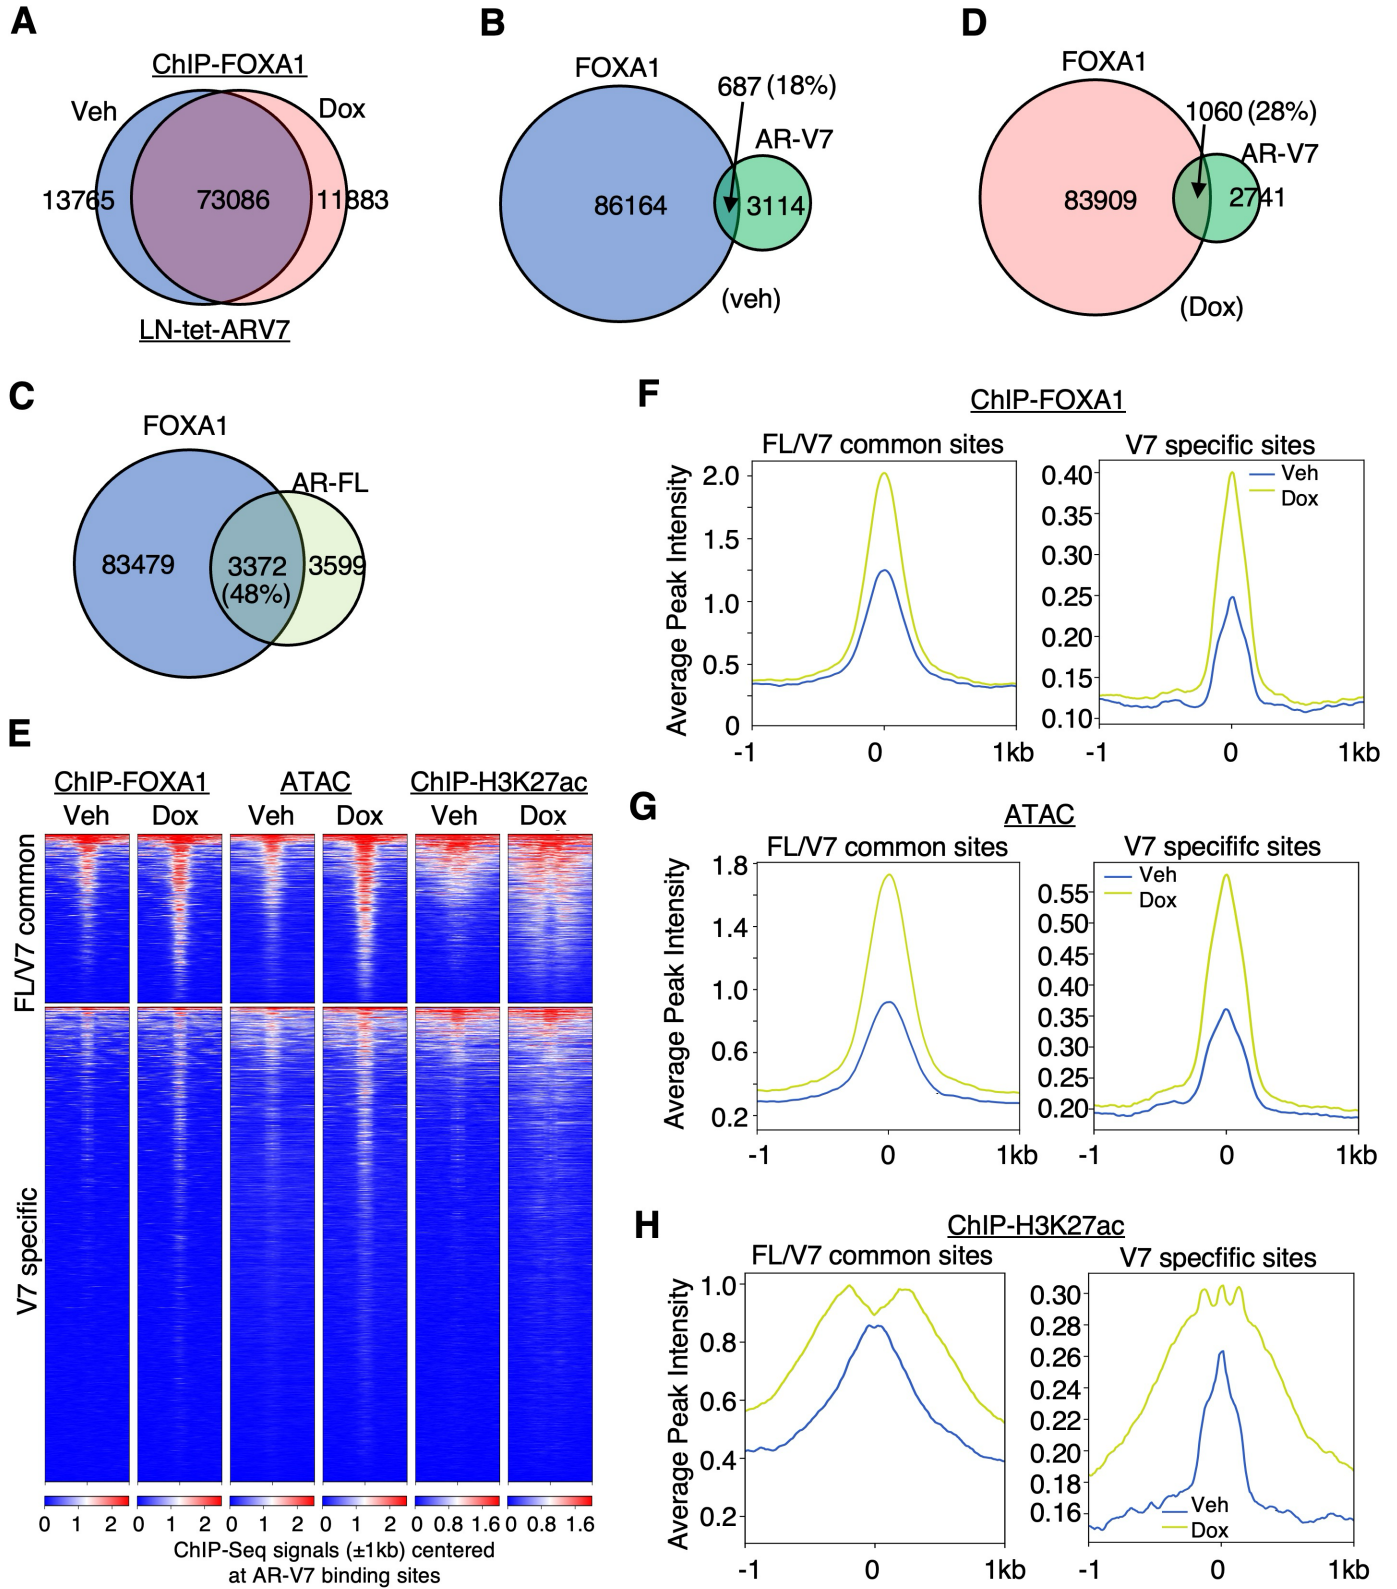 A
ChIP-FOXA1
Veh
Dox
13765
73086
11883
LN-tet-ARV7
B
FOXA1
687 (18%)
AR-V7
86164
3114
(veh)
D
FOXA1
1060 (28%)
AR-V7
83909
2741
(Dox)
C
FOXA1
AR-FL
83479
3372
(48%)
3599
E
ChIP-FOXA1
ATAC
ChIP-H3K27ac
Veh
Dox
Veh
Dox
Veh
Dox
FL/V7 common
V7 specific
0 1 2
0 1 2
0 1 2
0 1 2
0 0.8 1.6
0 0.8 1.6
ChIP-Seq signals (±1kb) centered
at AR-V7 binding sites
F
ChIP-FOXA1
FL/V7 common sites
Average Peak Intensity
2.0
1.5
1.0
0.5
0
-1 0 1kb
V7 specific sites
Veh
Dox
0.40
0.35
0.30
0.25
0.20
0.15
0.10
-1 0 1kb
G
ATAC
FL/V7 common sites
Average Peak Intensity
1.8
1.4
1.0
0.6
0.2
-1 0 1kb
V7 specififc sites
Veh
Dox
0.55
0.50
0.45
0.40
0.35
0.30
0.25
0.20
-1 0 1kb
H
ChIP-H3K27ac
FL/V7 common sites
Average Peak Intensity
1.0
0.8
0.6
0.4
0.2
-1 0 1kb
V7 specfific sites
0.30
0.28
0.26
0.24
0.22
0.20
0.18
0.16
Veh
Dox
-1 0 1kb